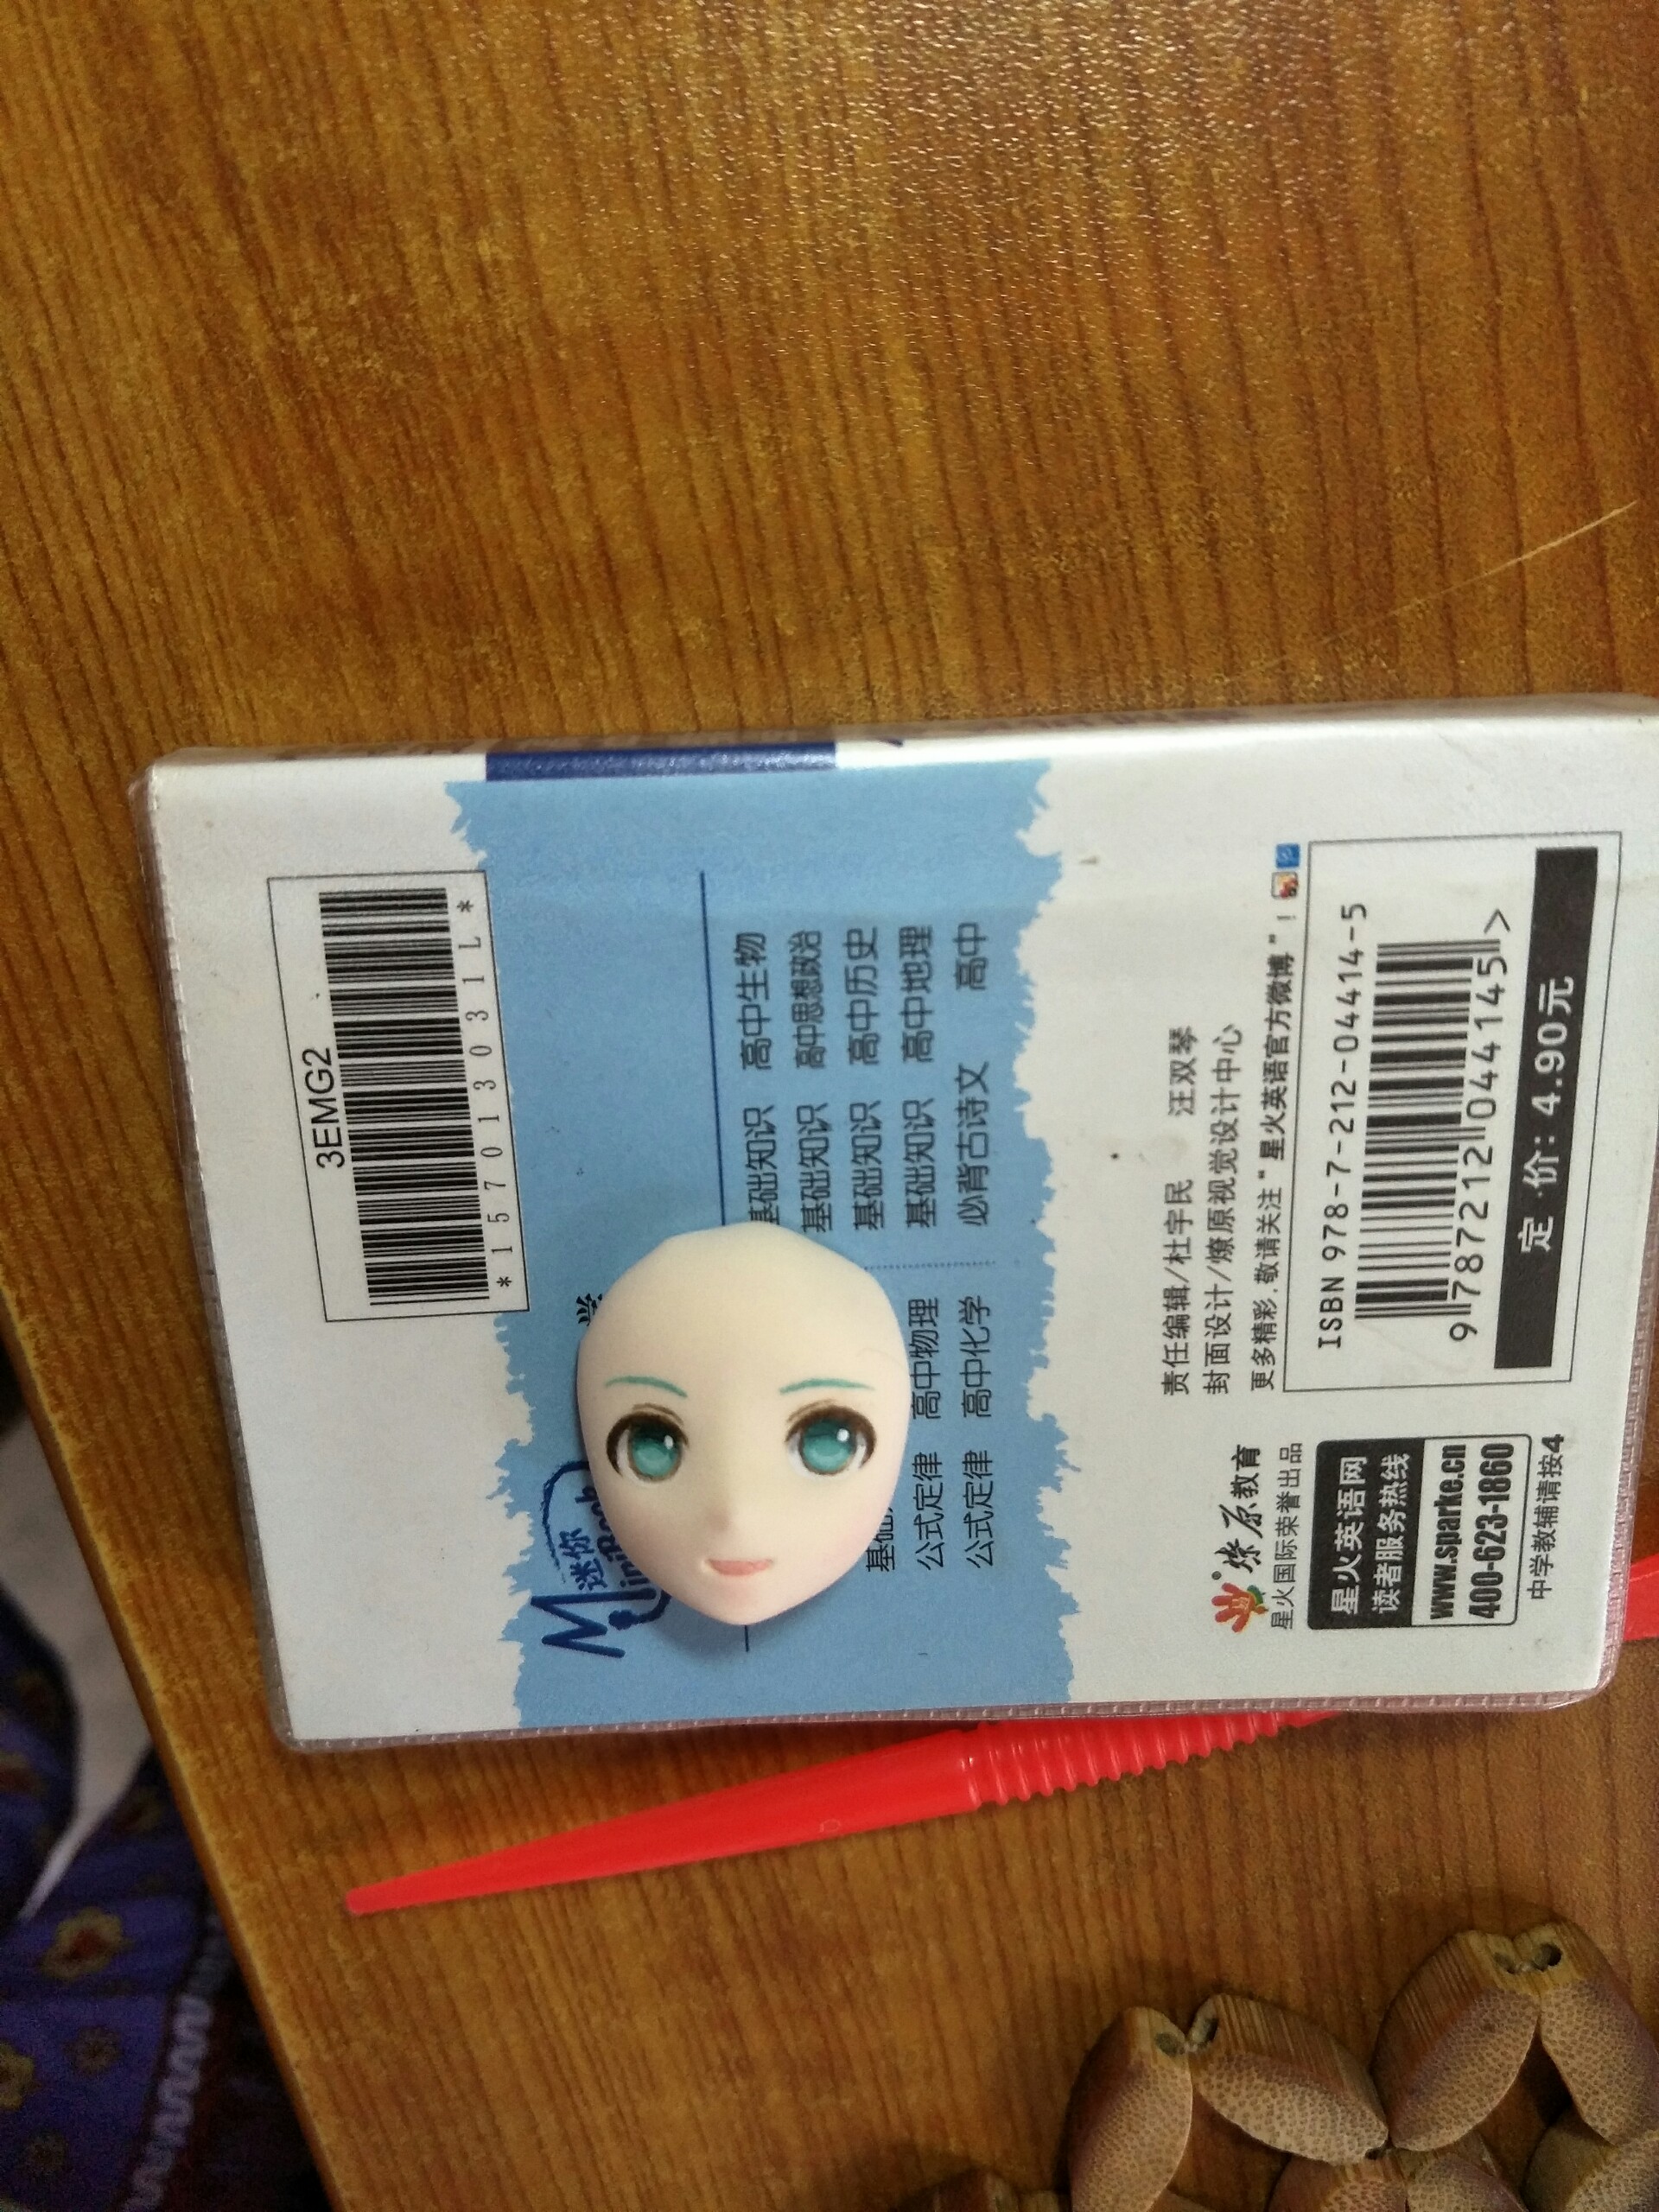 3EMG2
*157013031L*
迷你
学
基础知识 高中生物
基础知识 高中思想政治
基础知识 高中历史
基础 基础知识 高中地理
公式定律 高中物理 必背古诗文 高中
公式定律 高中化学
责任编辑/杜宇民 汪双琴
封面设计/燎原视觉设计中心
更多精彩,敬请关注"星火英语官方微博"!
ISBN 978-7-212-04414-5
9 787212 044145 >
定 价: 4.90元
燎原教育
星火国际荣誉出品
星火英语网
读者服务热线
www.sparke.cn
400-623-1860
中学教辅请按4